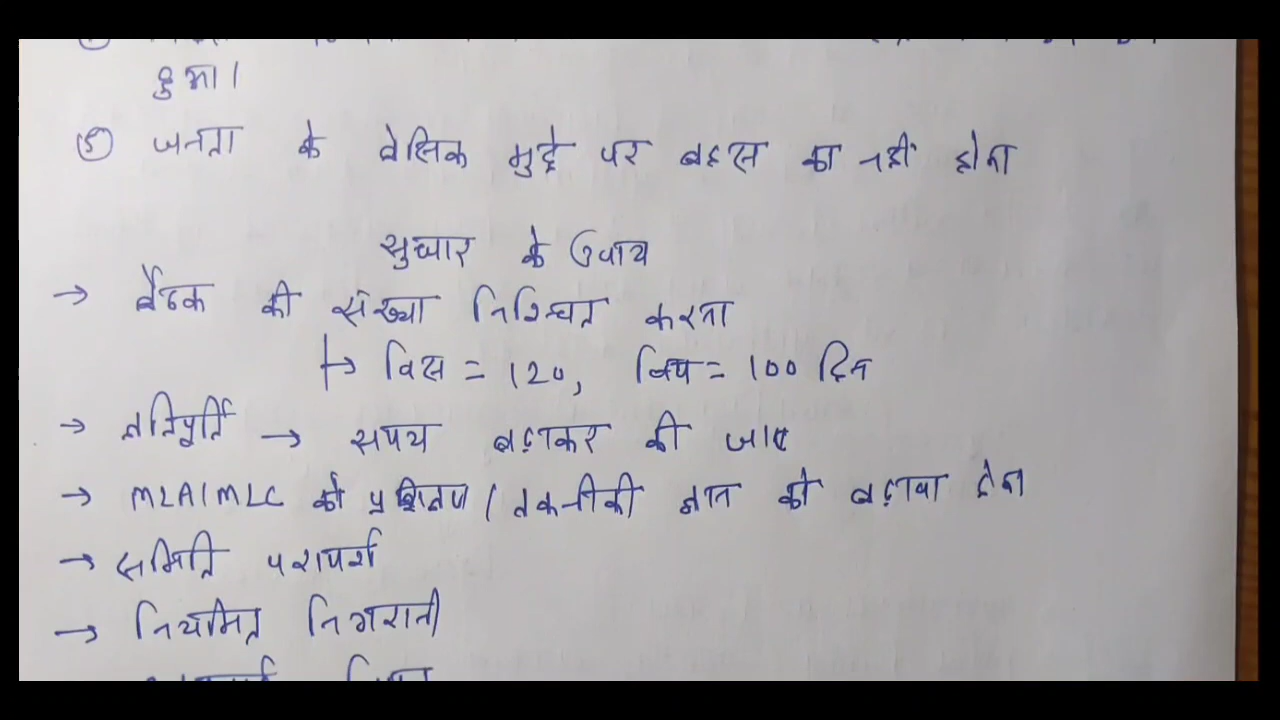 हुआ।
⑤ जनता के बेसिक मुद्दे पर बहस का नहीं होना
सुधार के उपाय
→ बैठक की संख्या निश्चित करना
↳ विस = 120, विप = 100 दिन
→ क्षतिपूर्ति → समय बढ़ाकर की जाए
→ MLA/MLC को प्रशिक्षण / तकनीकी ज्ञान को बढ़ावा देना
→ समिति परामर्श
→ नियमित निगरानी